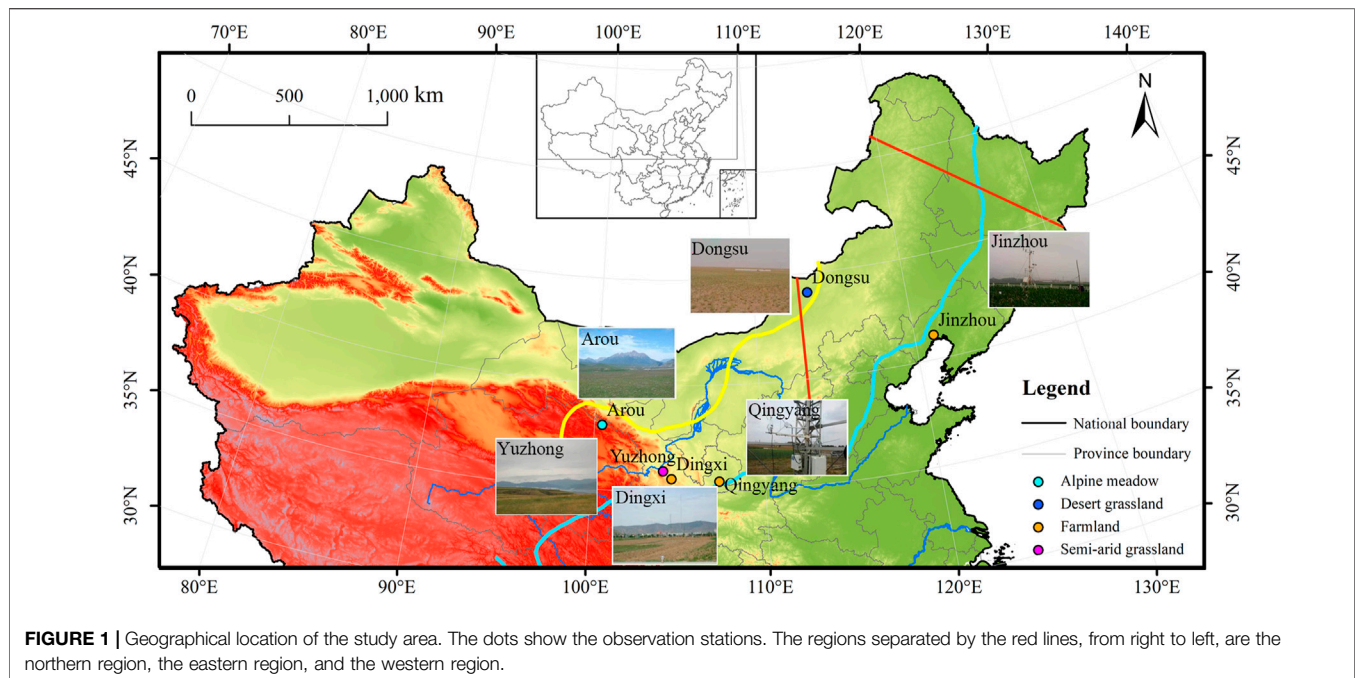 70°E 80°E 90°E 100°E 110°E 120°E 130°E 140°E
0 500 1,000 km
N
45°N
40°N
35°N
30°N
45°N
40°N
35°N
30°N
Dongsu
Dongsu
Jinzhou
Jinzhou
Arou
Arou
Qingyang
Qingyang
Yuzhong
Yuzhong
Dingxi
Dingxi
Legend
National boundary
Province boundary
Alpine meadow
Desert grassland
Farmland
Semi-arid grassland
80°E 90°E 100°E 110°E 120°E 130°E
FIGURE 1 | Geographical location of the study area. The dots show the observation stations. The regions separated by the red lines, from right to left, are the
northern region, the eastern region, and the western region.